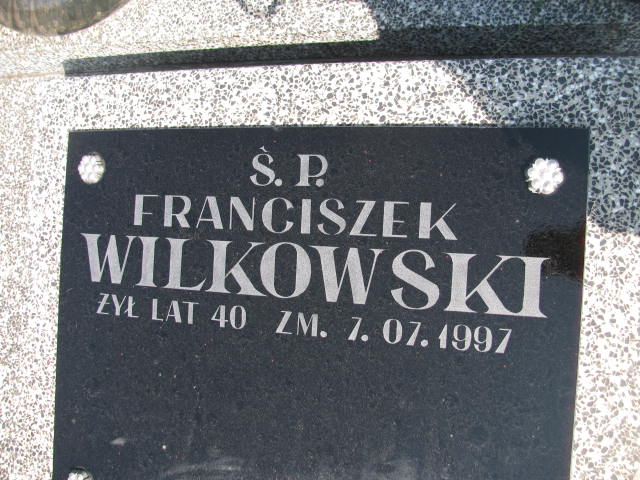 Ś. P.
FRANCISZEK
WILKOWSKI
ŻYŁ LAT 40 ZM. 7. 07. 1997